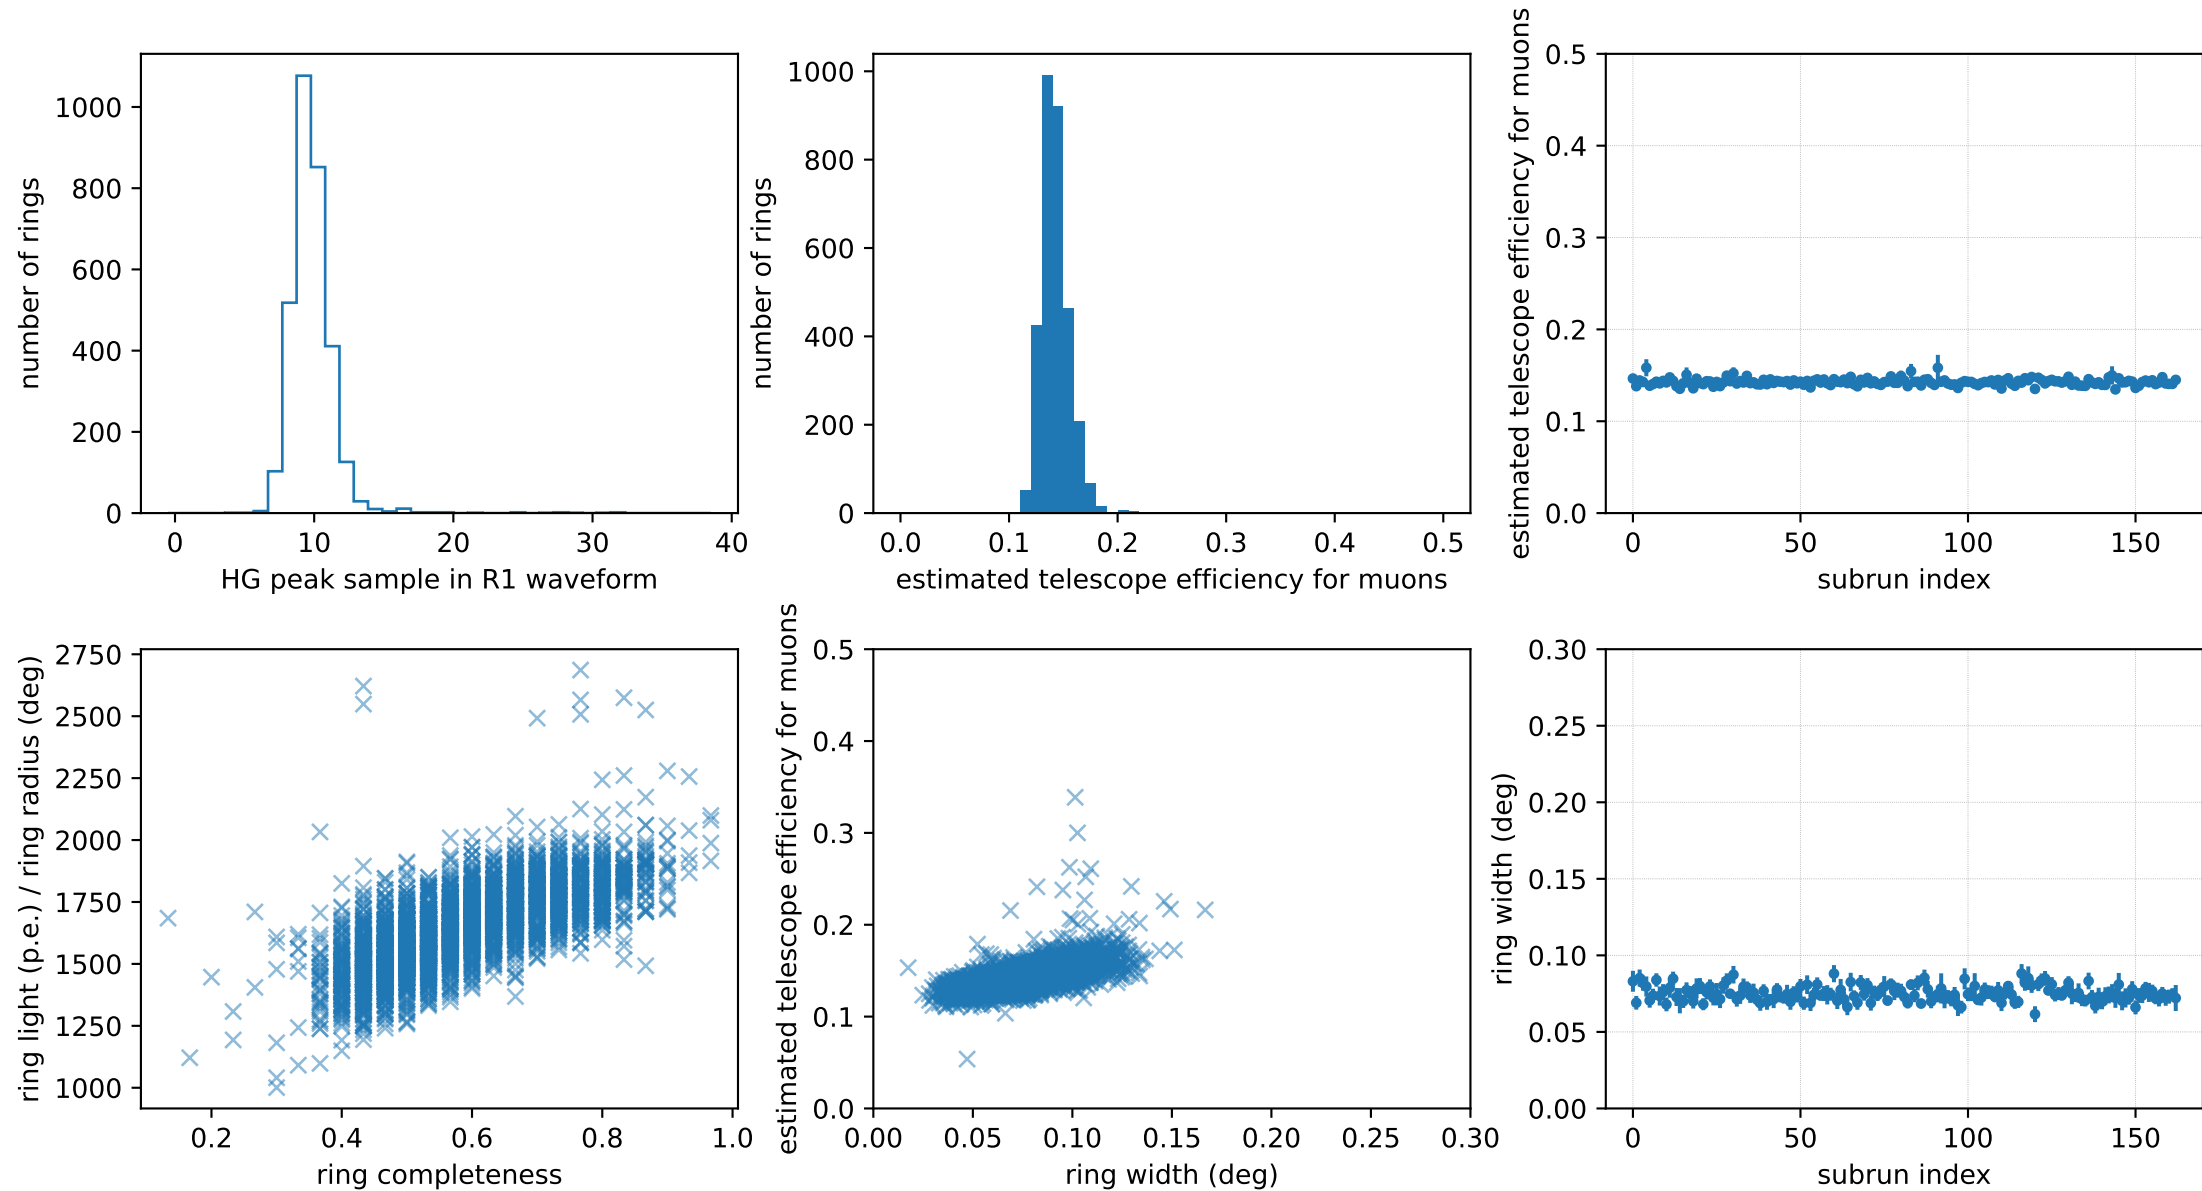 number of rings
1000
800
600
400
200
0
0 10 20 30 40
HG peak sample in R1 waveform
number of rings
1000
800
600
400
200
0
0.0 0.1 0.2 0.3 0.4 0.5
estimated telescope efficiency for muons
estimated telescope efficiency for muons
0.5
0.4
0.3
0.2
0.1
0.0
0 50 100 150
subrun index
ring light (p.e.) / ring radius (deg)
2750
2500
2250
2000
1750
1500
1250
1000
0.2 0.4 0.6 0.8 1.0
ring completeness
estimated telescope efficiency for muons
0.5
0.4
0.3
0.2
0.1
0.0
0.00 0.05 0.10 0.15 0.20 0.25 0.30
ring width (deg)
ring width (deg)
0.30
0.25
0.20
0.15
0.10
0.05
0.00
0 50 100 150
subrun index